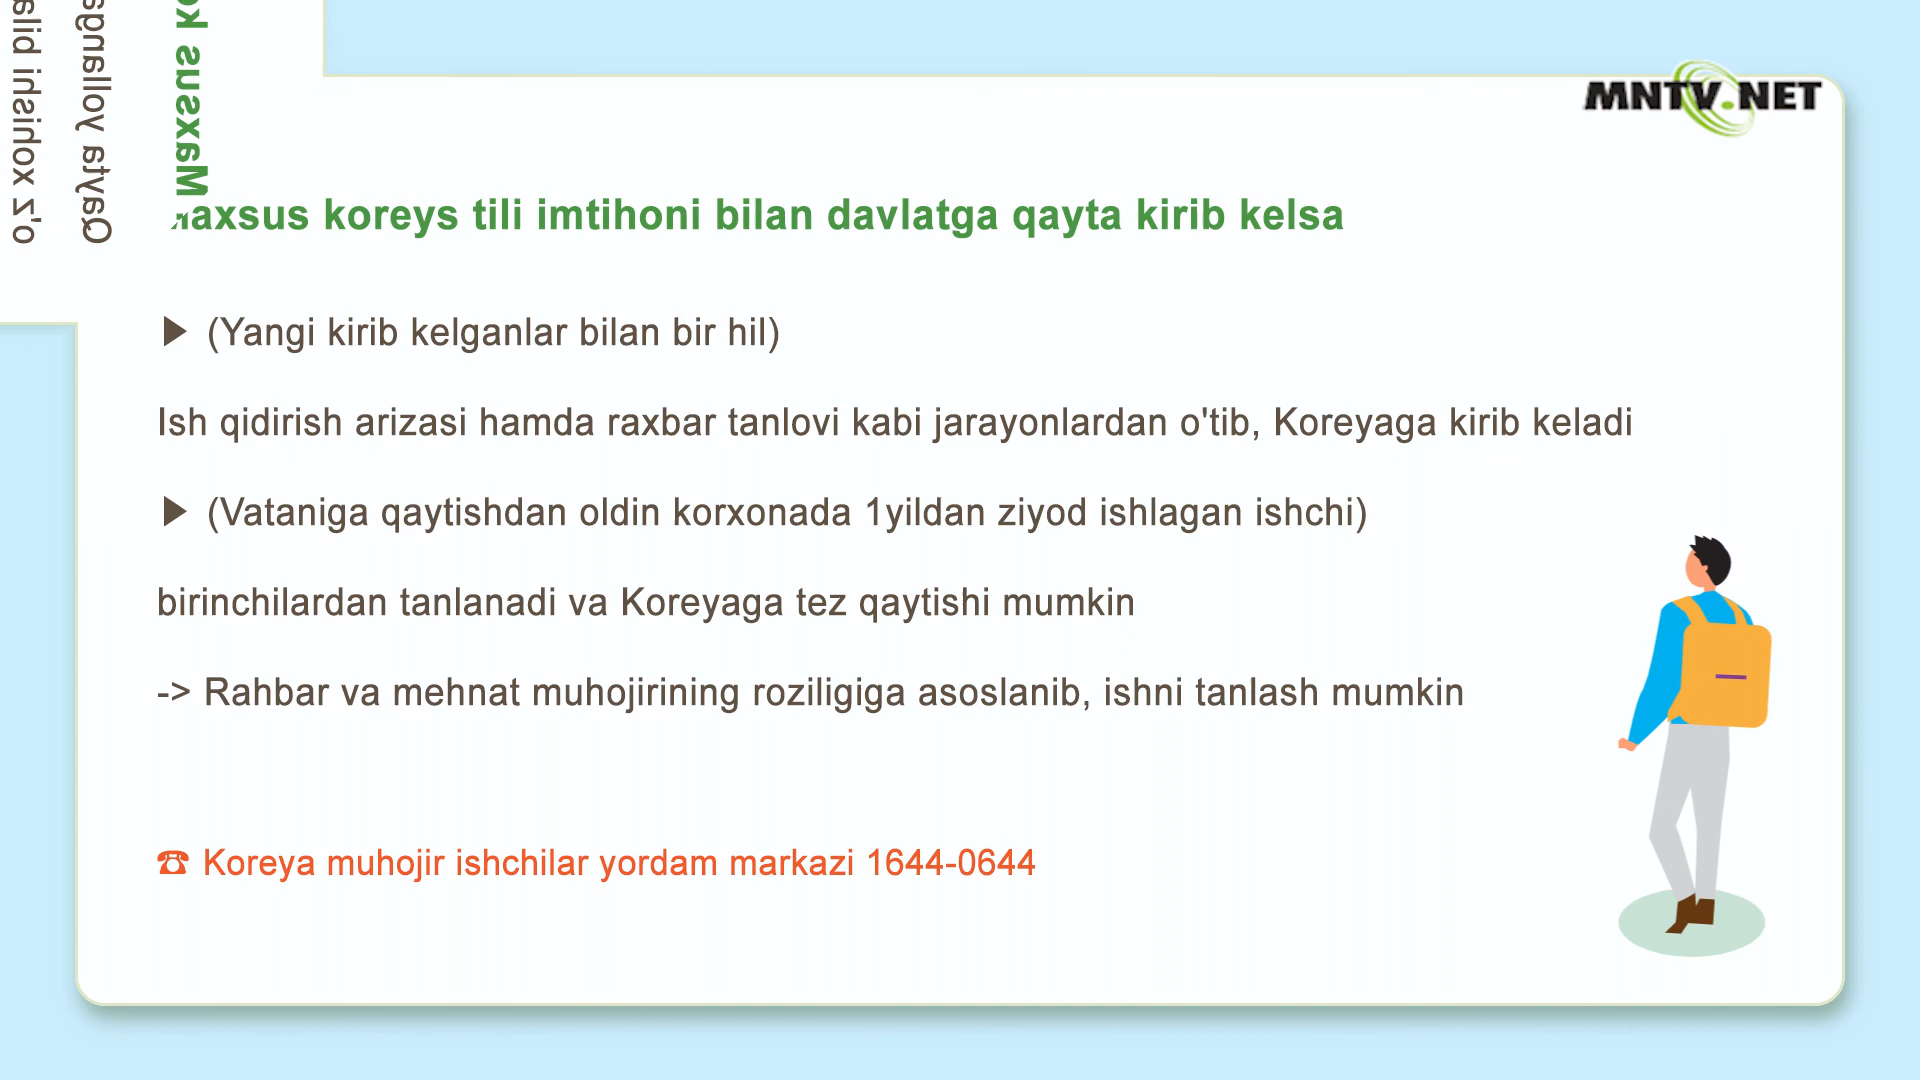 MNTV.NET
Maxsus
Qayta
o'z xohishi
axsus koreys tili imtihoni bilan davlatga qayta kirib kelsa
▶ (Yangi kirib kelganlar bilan bir hil)
Ish qidirish arizasi hamda raxbar tanlovi kabi jarayonlardan o'tib, Koreyaga kirib keladi
▶ (Vataniga qaytishdan oldin korxonada 1yildan ziyod ishlagan ishchi)
birinchilardan tanlanadi va Koreyaga tez qaytishi mumkin
-> Rahbar va mehnat muhojirining roziligiga asoslanib, ishni tanlash mumkin
☎ Koreya muhojir ishchilar yordam markazi 1644-0644